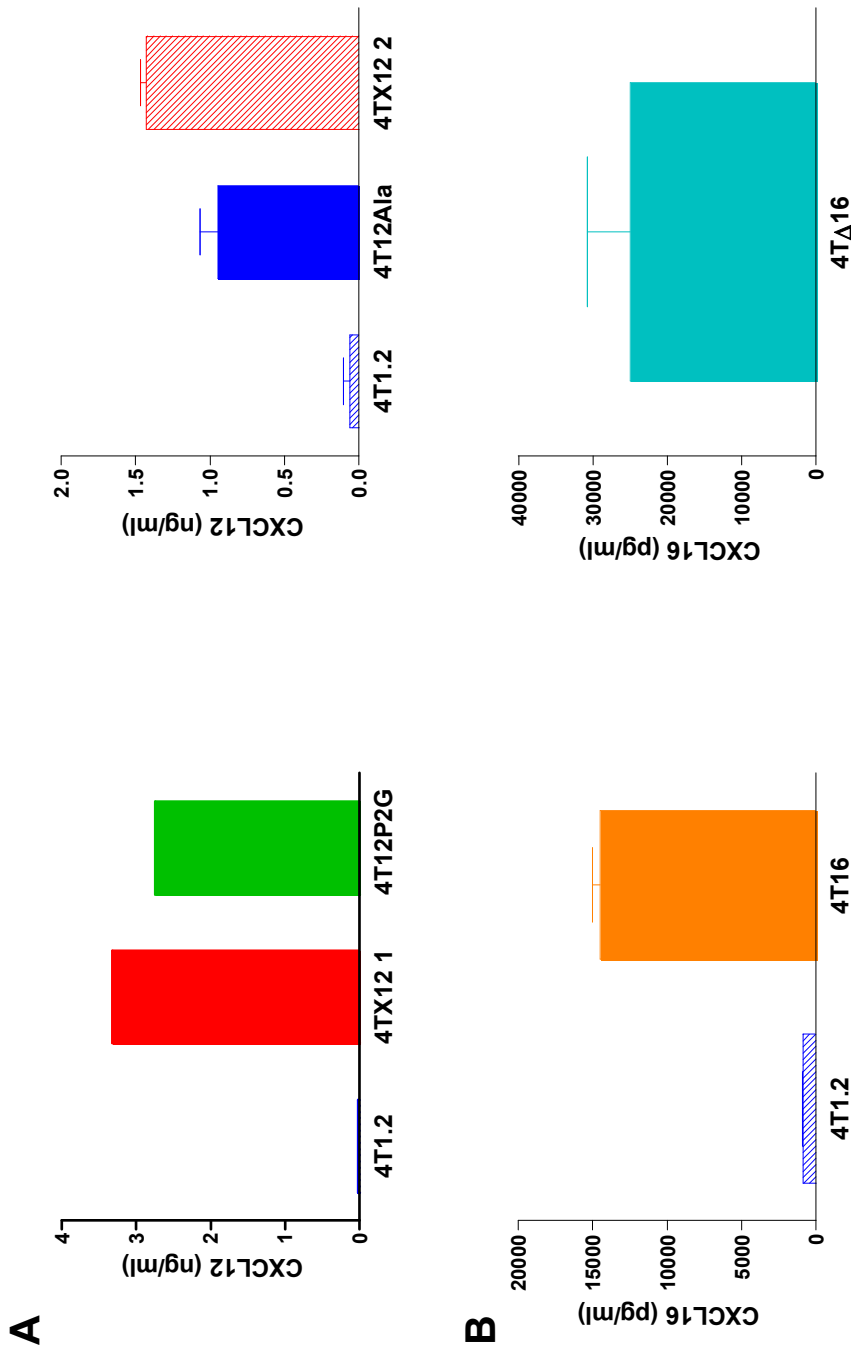 A
CXCL12 (ng/ml)
4
3
2
1
0
4T1.2
4TX12 1
4T12P2G
CXCL12 (ng/ml)
2.0
1.5
1.0
0.5
0.0
4T1.2
4T12Ala
4TX12 2
B
CXCL16 (pg/ml)
20000
15000
10000
5000
0
4T1.2
4T16
CXCL16 (pg/ml)
40000
30000
20000
10000
0
4TΔ16